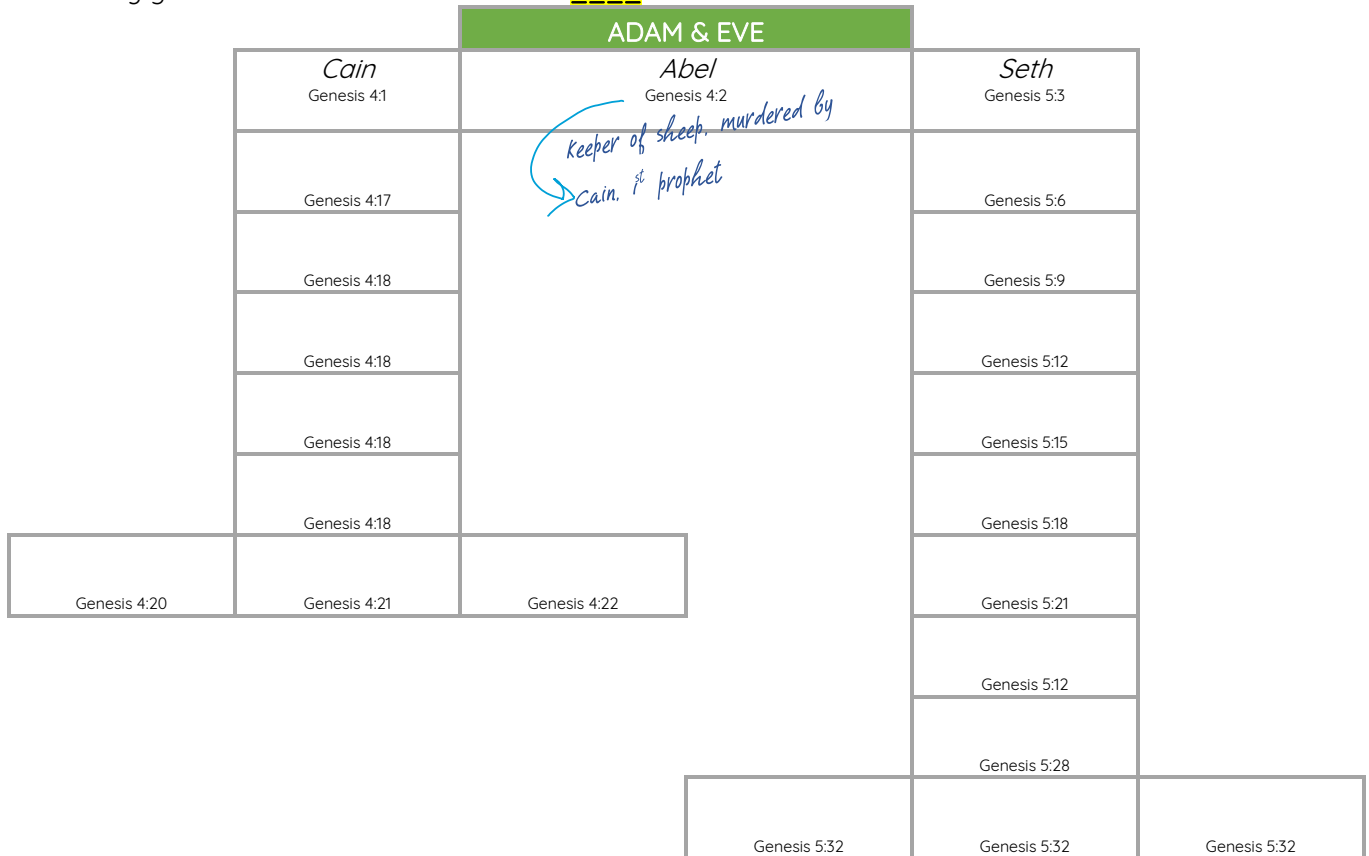 ADAM & EVE
Cain Abel Seth
Genesis 4:1 Genesis 4:2 Genesis 5:3
Keeper of sheep, murdered by
Cain, 1st prophet
Genesis 4:17 Genesis 5:6
Genesis 4:18 Genesis 5:9
Genesis 4:18 Genesis 5:12
Genesis 4:18 Genesis 5:15
Genesis 4:18 Genesis 5:18
Genesis 4:20 Genesis 4:21 Genesis 4:22 Genesis 5:21
Genesis 5:12
Genesis 5:28
Genesis 5:32 Genesis 5:32 Genesis 5:32